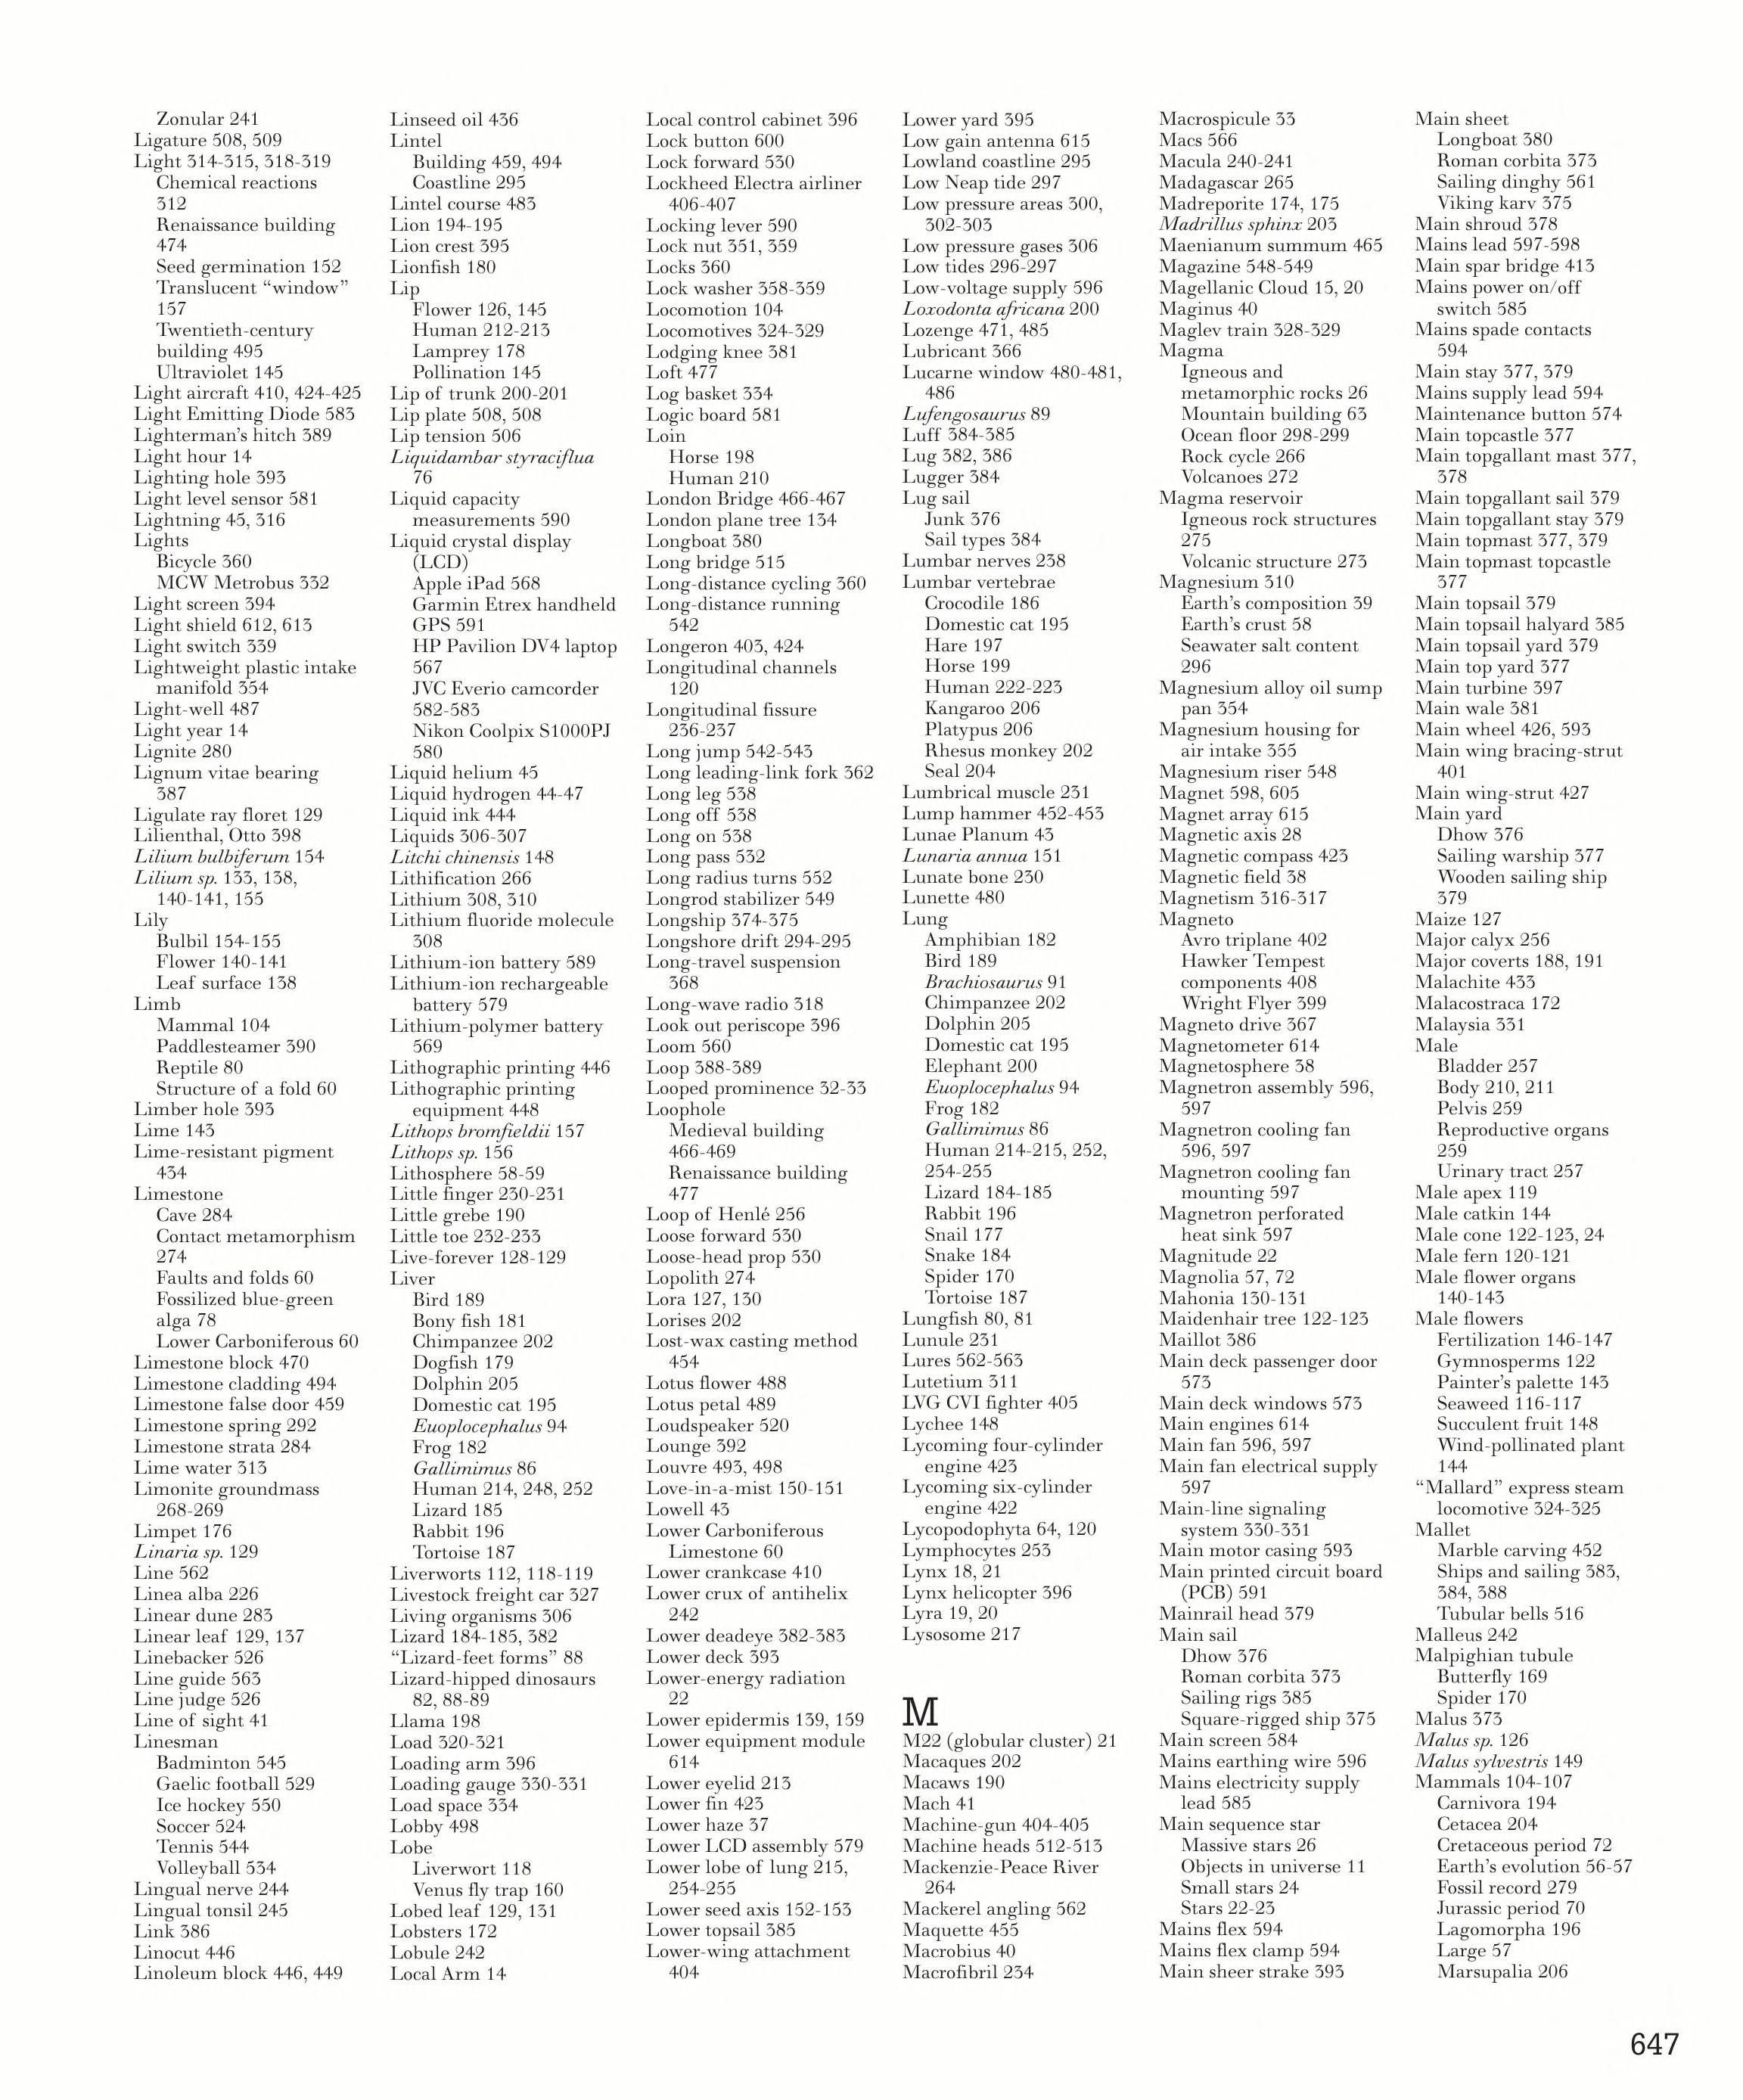 Zonular 241
Ligature 508, 509
Light 314-315, 318-319
Chemical reactions
312
Renaissance building
474
Seed germination 152
Translucent “window”
157
Twentieth-century
building 495
Ultraviolet 145
Light aircraft 410, 424-425
Light Emitting Diode 583
Lighterman’s hitch 389
Light hour 14
Lighting hole 393
Light level sensor 581
Lightning 45, 316
Lights
Bicycle 360
MCW Metrobus 332
Light screen 394
Light shield 612, 613
Light switch 339
Lightweight plastic intake
manifold 354
Light-well 487
Light year 14
Lignite 280
Lignum vitae bearing
387
Ligulate ray floret 129
Lilienthal, Otto 398
Lilium bulbiferum 154
Lilium sp. 133, 138,
140-141, 155
Lily
Bulbil 154-155
Flower 140-141
Leaf surface 138
Limb
Mammal 104
Paddlesteamer 390
Reptile 80
Structure of a fold 60
Limber hole 393
Lime 143
Lime-resistant pigment
434
Limestone
Cave 284
Contact metamorphism
274
Faults and folds 60
Fossilized blue-green
alga 78
Lower Carboniferous 60
Limestone block 470
Limestone cladding 494
Limestone false door 459
Limestone spring 292
Limestone strata 284
Lime water 313
Limonite groundmass
268-269
Limpet 176
Linaria sp. 129
Line 562
Linea alba 226
Linear dune 283
Linear leaf 129, 137
Linebacker 526
Line guide 563
Line judge 526
Line of sight 41
Linesman
Badminton 545
Gaelic football 529
Ice hockey 550
Soccer 524
Tennis 544
Volleyball 534
Lingual nerve 244
Lingual tonsil 245
Link 386
Linocut 446
Linoleum block 446, 449
Linseed oil 436
Lintel
Building 459, 494
Coastline 295
Lintel course 483
Lion 194-195
Lion crest 395
Lionfish 180
Lip
Flower 126, 145
Human 212-213
Lamprey 178
Pollination 145
Lip of trunk 200-201
Lip plate 508, 508
Lip tension 506
Liquidambar styraciflua
76
Liquid capacity
measurements 590
Liquid crystal display
(LCD)
Apple iPad 568
Garmin Etrex handheld
GPS 591
HP Pavilion DV4 laptop
567
JVC Everio camcorder
582-583
Nikon Coolpix S1000PJ
580
Liquid helium 45
Liquid hydrogen 44-47
Liquid ink 444
Liquids 306-307
Litchi chinensis 148
Lithification 266
Lithium 308, 310
Lithium fluoride molecule
308
Lithium-ion battery 589
Lithium-ion rechargeable
battery 579
Lithium-polymer battery
569
Lithographic printing 446
Lithographic printing
equipment 448
Lithops bromfieldii 157
Lithops sp. 156
Lithosphere 58-59
Little finger 230-231
Little grebe 190
Little toe 232-233
Live-forever 128-129
Liver
Bird 189
Bony fish 181
Chimpanzee 202
Dogfish 179
Dolphin 205
Domestic cat 195
Euoplocephalus 94
Frog 182
Gallimimus 86
Human 214, 248, 252
Lizard 185
Rabbit 196
Tortoise 187
Liverworts 112, 118-119
Livestock freight car 327
Living organisms 306
Lizard 184-185, 382
“Lizard-feet forms” 88
Lizard-hipped dinosaurs
82, 88-89
Llama 198
Load 320-321
Loading arm 396
Loading gauge 330-331
Load space 334
Lobby 498
Lobe
Liverwort 118
Venus fly trap 160
Lobed leaf 129, 131
Lobsters 172
Lobule 242
Local Arm 14
Local control cabinet 396
Lock button 600
Lock forward 530
Lockheed Electra airliner
406-407
Locking lever 590
Lock nut 351, 359
Locks 360
Lock washer 358-359
Locomotion 104
Locomotives 324-329
Lodging knee 381
Loft 477
Log basket 334
Logic board 581
Loin
Horse 198
Human 210
London Bridge 466-467
London plane tree 134
Longboat 380
Long bridge 515
Long-distance cycling 360
Long-distance running
542
Longeron 403, 424
Longitudinal channels
120
Longitudinal fissure
236-237
Long jump 542-543
Long leading-link fork 362
Long leg 538
Long off 538
Long on 538
Long pass 532
Long radius turns 552
Longrod stabilizer 549
Longship 374-375
Longshore drift 294-295
Long-travel suspension
368
Long-wave radio 318
Look out periscope 396
Loom 560
Loop 388-389
Looped prominence 32-33
Loophole
Medieval building
466-469
Renaissance building
477
Loop of Henlé 256
Loose forward 530
Loose-head prop 530
Lopolith 274
Lora 127, 130
Lorises 202
Lost-wax casting method
454
Lotus flower 488
Lotus petal 489
Loudspeaker 520
Lounge 392
Louvre 493, 498
Love-in-a-mist 150-151
Lowell 43
Lower Carboniferous
Limestone 60
Lower crankcase 410
Lower crux of antihelix
242
Lower deadeye 382-383
Lower deck 393
Lower-energy radiation
22
Lower epidermis 139, 159
Lower equipment module
614
Lower eyelid 213
Lower fin 423
Lower haze 37
Lower LCD assembly 579
Lower lobe of lung 215,
254-255
Lower seed axis 152-153
Lower topsail 385
Lower-wing attachment
404
Lower yard 395
Low gain antenna 615
Lowland coastline 295
Low Neap tide 297
Low pressure areas 300,
302-303
Low pressure gases 306
Low tides 296-297
Low-voltage supply 596
Loxodonta africana 200
Lozenge 471, 485
Lubricant 366
Lucarne window 480-481,
486
Lufengosaurus 89
Luff 384-385
Lug 382, 386
Lugger 384
Lug sail
Junk 376
Sail types 384
Lumbar nerves 238
Lumbar vertebrae
Crocodile 186
Domestic cat 195
Hare 197
Horse 199
Human 222-223
Kangaroo 206
Platypus 206
Rhesus monkey 202
Seal 204
Lumbrical muscle 231
Lump hammer 452-453
Lunae Planum 43
Lunaria annua 151
Lunate bone 230
Lunette 480
Lung
Amphibian 182
Bird 189
Brachiosaurus 91
Chimpanzee 202
Dolphin 205
Domestic cat 195
Elephant 200
Euoplocephalus 94
Frog 182
Gallimimus 86
Human 214-215, 252,
254-255
Lizard 184-185
Rabbit 196
Snail 177
Snake 184
Spider 170
Tortoise 187
Lungfish 80, 81
Lunule 231
Lures 562-563
Lutetium 311
LVG CVI fighter 405
Lychee 148
Lycoming four-cylinder
engine 423
Lycoming six-cylinder
engine 422
Lycopodophyta 64, 120
Lymphocytes 253
Lynx 18, 21
Lynx helicopter 396
Lyra 19, 20
Lysosome 217
M
M22 (globular cluster) 21
Macaques 202
Macaws 190
Mach 41
Machine-gun 404-405
Machine heads 512-513
Mackenzie-Peace River
264
Mackerel angling 562
Maquette 455
Macrobius 40
Macrofibril 234
Macrospicule 33
Macs 566
Macula 240-241
Madagascar 265
Madreporite 174, 175
Madrillus sphinx 203
Maenianum summum 465
Magazine 548-549
Magellanic Cloud 15, 20
Maginus 40
Maglev train 328-329
Magma
Igneous and
metamorphic rocks 26
Mountain building 63
Ocean floor 298-299
Rock cycle 266
Volcanoes 272
Magma reservoir
Igneous rock structures
275
Volcanic structure 273
Magnesium 310
Earth’s composition 39
Earth’s crust 58
Seawater salt content
296
Magnesium alloy oil sump
pan 354
Magnesium housing for
air intake 355
Magnesium riser 548
Magnet 598, 605
Magnet array 615
Magnetic axis 28
Magnetic compass 423
Magnetic field 38
Magnetism 316-317
Magneto
Avro triplane 402
Hawker Tempest
components 408
Wright Flyer 399
Magneto drive 367
Magnetometer 614
Magnetosphere 38
Magnetron assembly 596,
597
Magnetron cooling fan
596, 597
Magnetron cooling fan
mounting 597
Magnetron perforated
heat sink 597
Magnitude 22
Magnolia 57, 72
Mahonia 130-131
Maidenhair tree 122-123
Maillot 386
Main deck passenger door
573
Main deck windows 573
Main engines 614
Main fan 596, 597
Main fan electrical supply
597
Main-line signaling
system 330-331
Main motor casing 593
Main printed circuit board
(PCB) 591
Mainrail head 379
Main sail
Dhow 376
Roman corbita 373
Sailing rigs 385
Square-rigged ship 375
Main screen 584
Mains earthing wire 596
Mains electricity supply
lead 585
Main sequence star
Massive stars 26
Objects in universe 11
Small stars 24
Stars 22-23
Mains flex 594
Mains flex clamp 594
Main sheer strake 393
Main sheet
Longboat 380
Roman corbita 373
Sailing dinghy 561
Viking karv 375
Main shroud 378
Mains lead 597-598
Main spar bridge 413
Mains power on/off
switch 585
Mains spade contacts
594
Main stay 377, 379
Mains supply lead 594
Maintenance button 574
Main topcastle 377
Main topgallant mast 377,
378
Main topgallant sail 379
Main topgallant stay 379
Main topmast 377, 379
Main topmast topcastle
377
Main topsail 379
Main topsail halyard 385
Main topsail yard 379
Main top yard 377
Main turbine 397
Main wale 381
Main wheel 426, 593
Main wing bracing-strut
401
Main wing-strut 427
Main yard
Dhow 376
Sailing warship 377
Wooden sailing ship
379
Maize 127
Major calyx 256
Major coverts 188, 191
Malachite 433
Malacostraca 172
Malaysia 331
Male
Bladder 257
Body 210, 211
Pelvis 259
Reproductive organs
259
Urinary tract 257
Male apex 119
Male catkin 144
Male cone 122-123, 24
Male fern 120-121
Male flower organs
140-143
Male flowers
Fertilization 146-147
Gymnosperms 122
Painter’s palette 143
Seaweed 116-117
Succulent fruit 148
Wind-pollinated plant
144
“Mallard” express steam
locomotive 324-325
Mallet
Marble carving 452
Ships and sailing 383,
384, 388
Tubular bells 516
Malleus 242
Malpighian tubule
Butterfly 169
Spider 170
Malus 373
Malus sp. 126
Malus sylvestris 149
Mammals 104-107
Carnivora 194
Cetacea 204
Cretaceous period 72
Earth’s evolution 56-57
Fossil record 279
Jurassic period 70
Lagomorpha 196
Large 57
Marsupalia 206
647